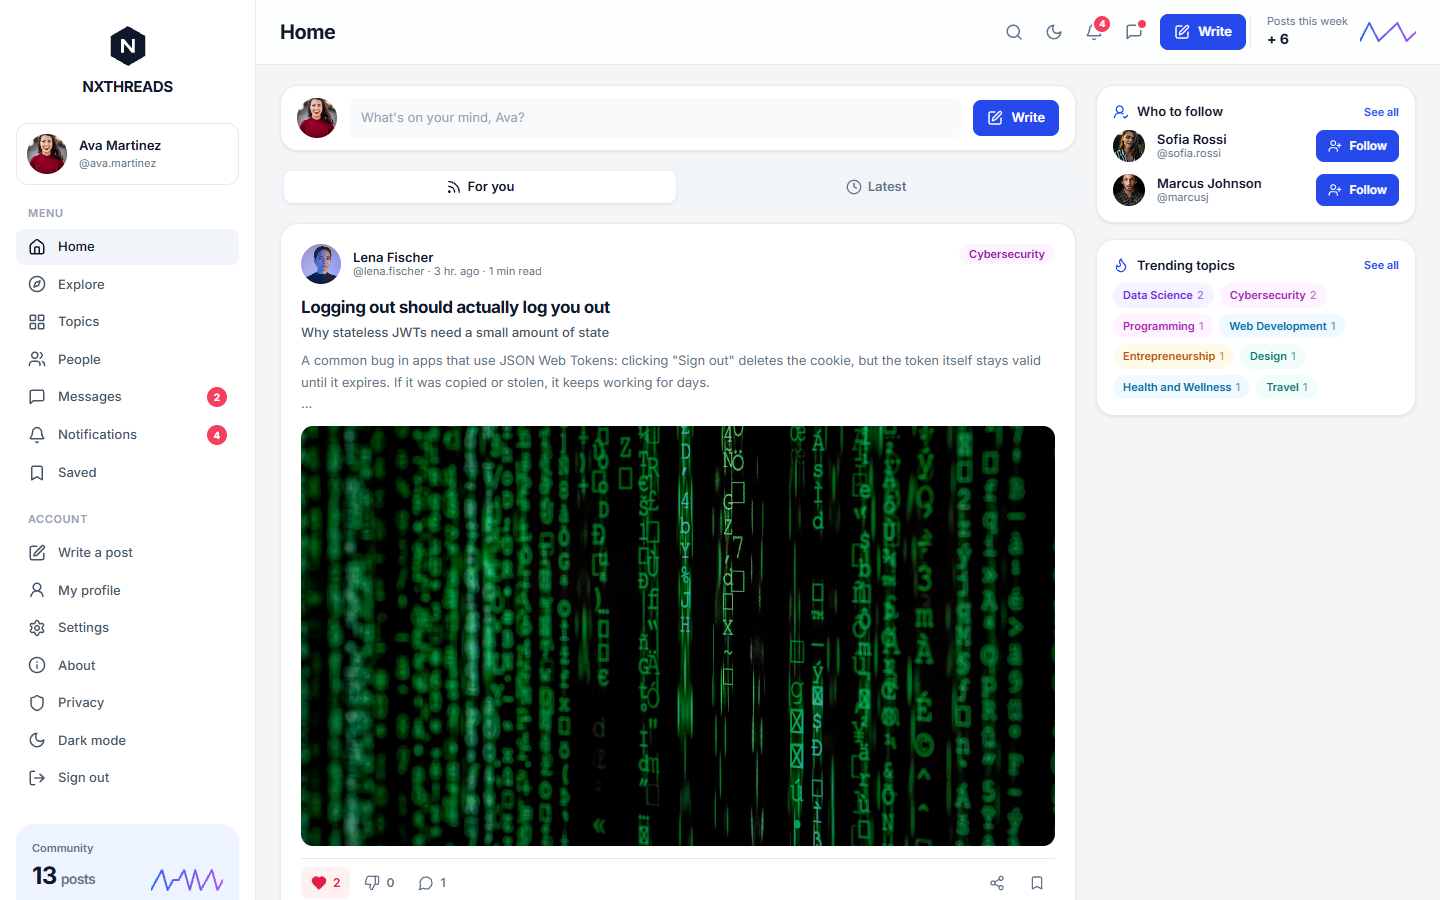 N
NXTHREADS
Ava Martinez
@ava.martinez
MENU
Home
Explore
Topics
People
Messages 2
Notifications 4
Saved
ACCOUNT
Write a post
My profile
Settings
About
Privacy
Dark mode
Sign out
Community
13 posts
Home
4
Write
Posts this week
+ 6
What's on your mind, Ava?
Write
For you
Latest
Lena Fischer
@lena.fischer · 3 hr. ago · 1 min read
Cybersecurity
Logging out should actually log you out
Why stateless JWTs need a small amount of state
A common bug in apps that use JSON Web Tokens: clicking "Sign out" deletes the cookie, but the token itself stays valid
until it expires. If it was copied or stolen, it keeps working for days.
...
2 0 1
Who to follow See all
Sofia Rossi
@sofia.rossi
Follow
Marcus Johnson
@marcusj
Follow
Trending topics See all
Data Science 2 Cybersecurity 2
Programming 1 Web Development 1
Entrepreneurship 1 Design 1
Health and Wellness 1 Travel 1